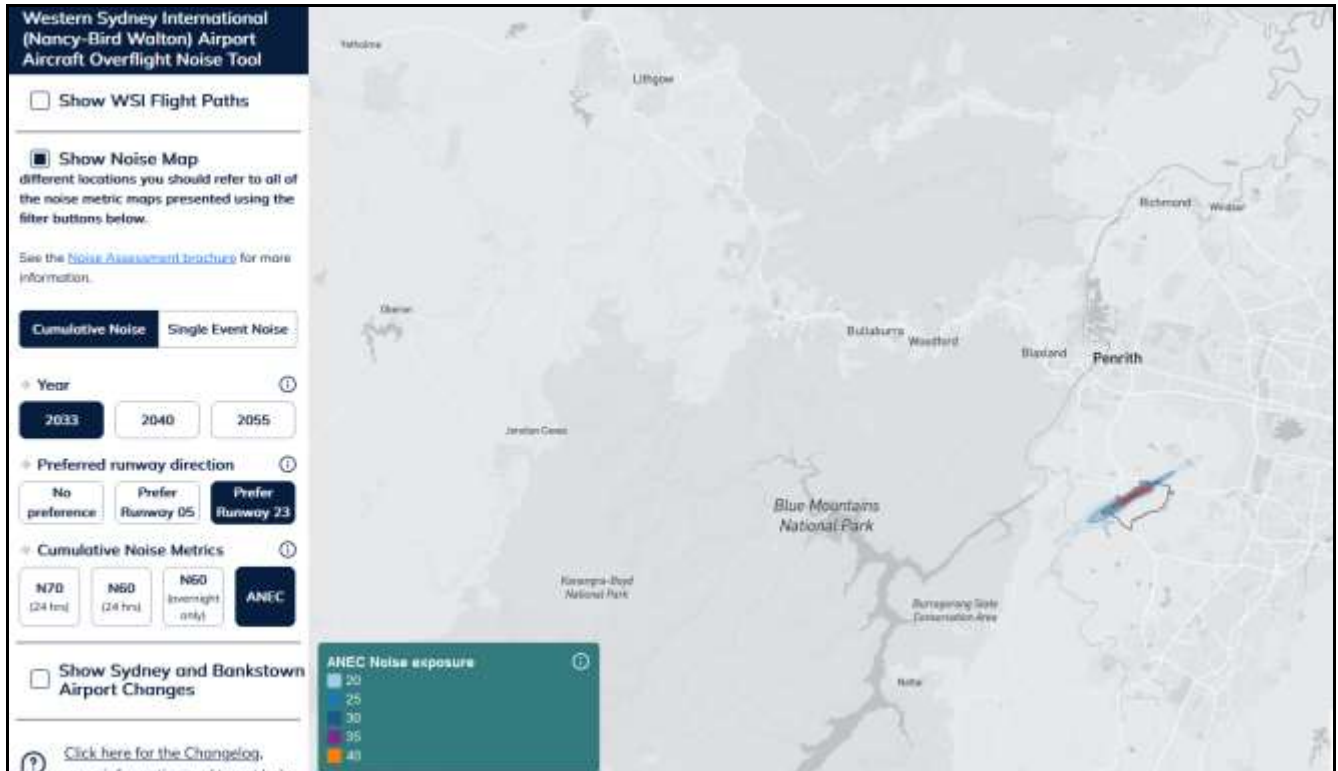 Western Sydney International
(Nancy-Bird Walton) Airport
Aircraft Overflight Noise Tool
Show WSI Flight Paths
Show Noise Map
different locations you should refer to all of
the noise metric maps presented using the
filter buttons below.
See the Noise Assessment brochure for more
information.
Cumulative Noise
Single Event Noise
Year
2033
2040
2055
Preferred runway direction
No
preference
Prefer
Runway 05
Prefer
Runway 23
Cumulative Noise Metrics
N70
(24 hrs)
N60
(24 hrs)
N60
(overnight
only)
ANEC
Show Sydney and Bankstown
Airport Changes
Click here for the Changelog,
Yetholme
Lithgow
Richmond
Windsor
Oberon
Bullaburra
Woodford
Blaxland
Penrith
Jenolan Caves
Blue Mountains
National Park
Kanangra-Boyd
National Park
Burragorang State
Conservation Area
Nattai
ANEC Noise exposure
20
25
30
35
40